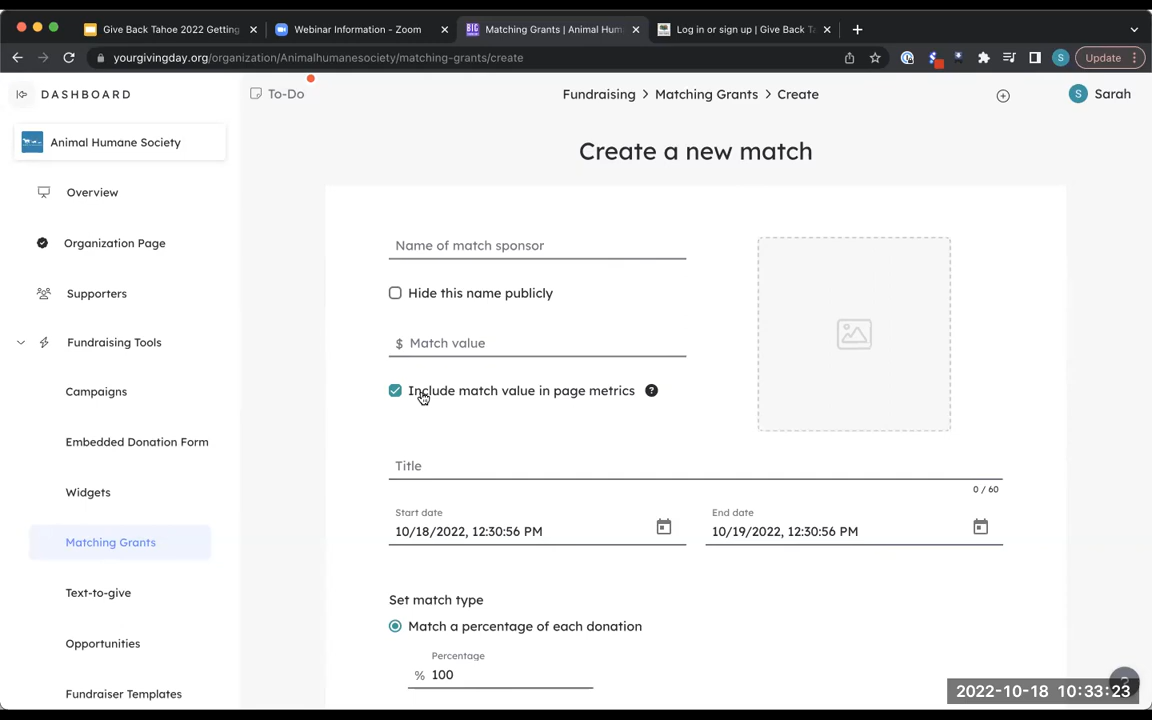 Give Back Tahoe 2022 Getting
Webinar Information - Zoom
Matching Grants | Animal Hum
Log in or sign up | Give Back T
yourgivingday.org/organization/Animalhumanesociety/matching-grants/create
S
Update
DASHBOARD
To-Do
Fundraising > Matching Grants > Create
S Sarah
Animal Humane Society
Create a new match
Overview
Organization Page
Supporters
Fundraising Tools
Campaigns
Embedded Donation Form
Widgets
Matching Grants
Text-to-give
Opportunities
Fundraiser Templates
Name of match sponsor
Hide this name publicly
$ Match value
Include match value in page metrics ?
Title
0 / 60
Start date
10/18/2022, 12:30:56 PM
End date
10/19/2022, 12:30:56 PM
Set match type
Match a percentage of each donation
Percentage
% 100
?
2022-10-18 10:33:23